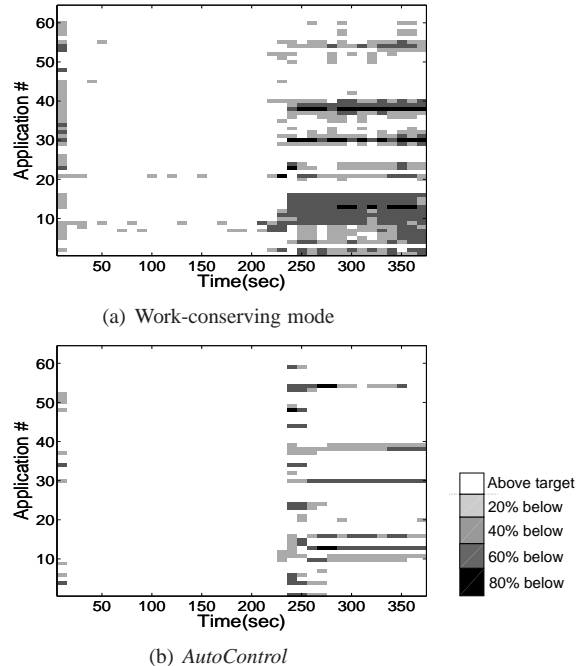 60
50
40
30
20
10
Application #
50 100 150 200 250 300 350
Time(sec)
(a) Work-conserving mode
60
50
40
30
20
10
Application #
50 100 150 200 250 300 350
Time(sec)
(b) AutoControl
Above target
20% below
40% below
60% below
80% below